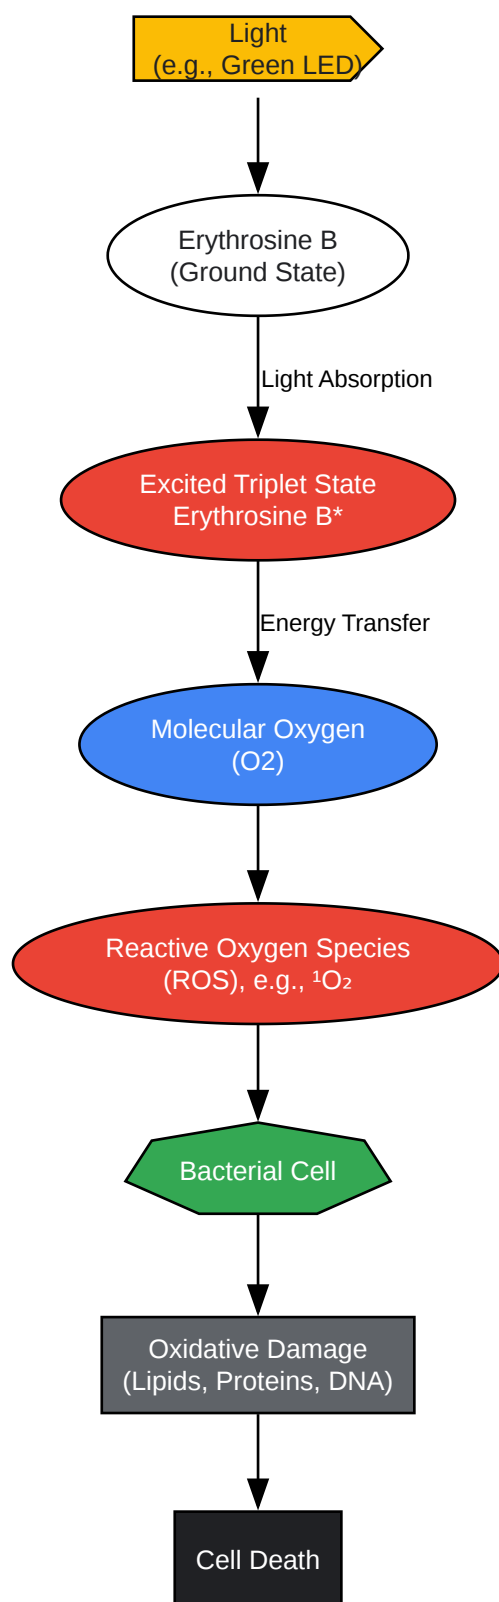 Light
(e.g., Green LED)
Erythrosine B
(Ground State)
Light Absorption
Excited Triplet State
Erythrosine B*
Energy Transfer
Molecular Oxygen
(O2)
Reactive Oxygen Species
(ROS), e.g., ¹O₂
Bacterial Cell
Oxidative Damage
(Lipids, Proteins, DNA)
Cell Death